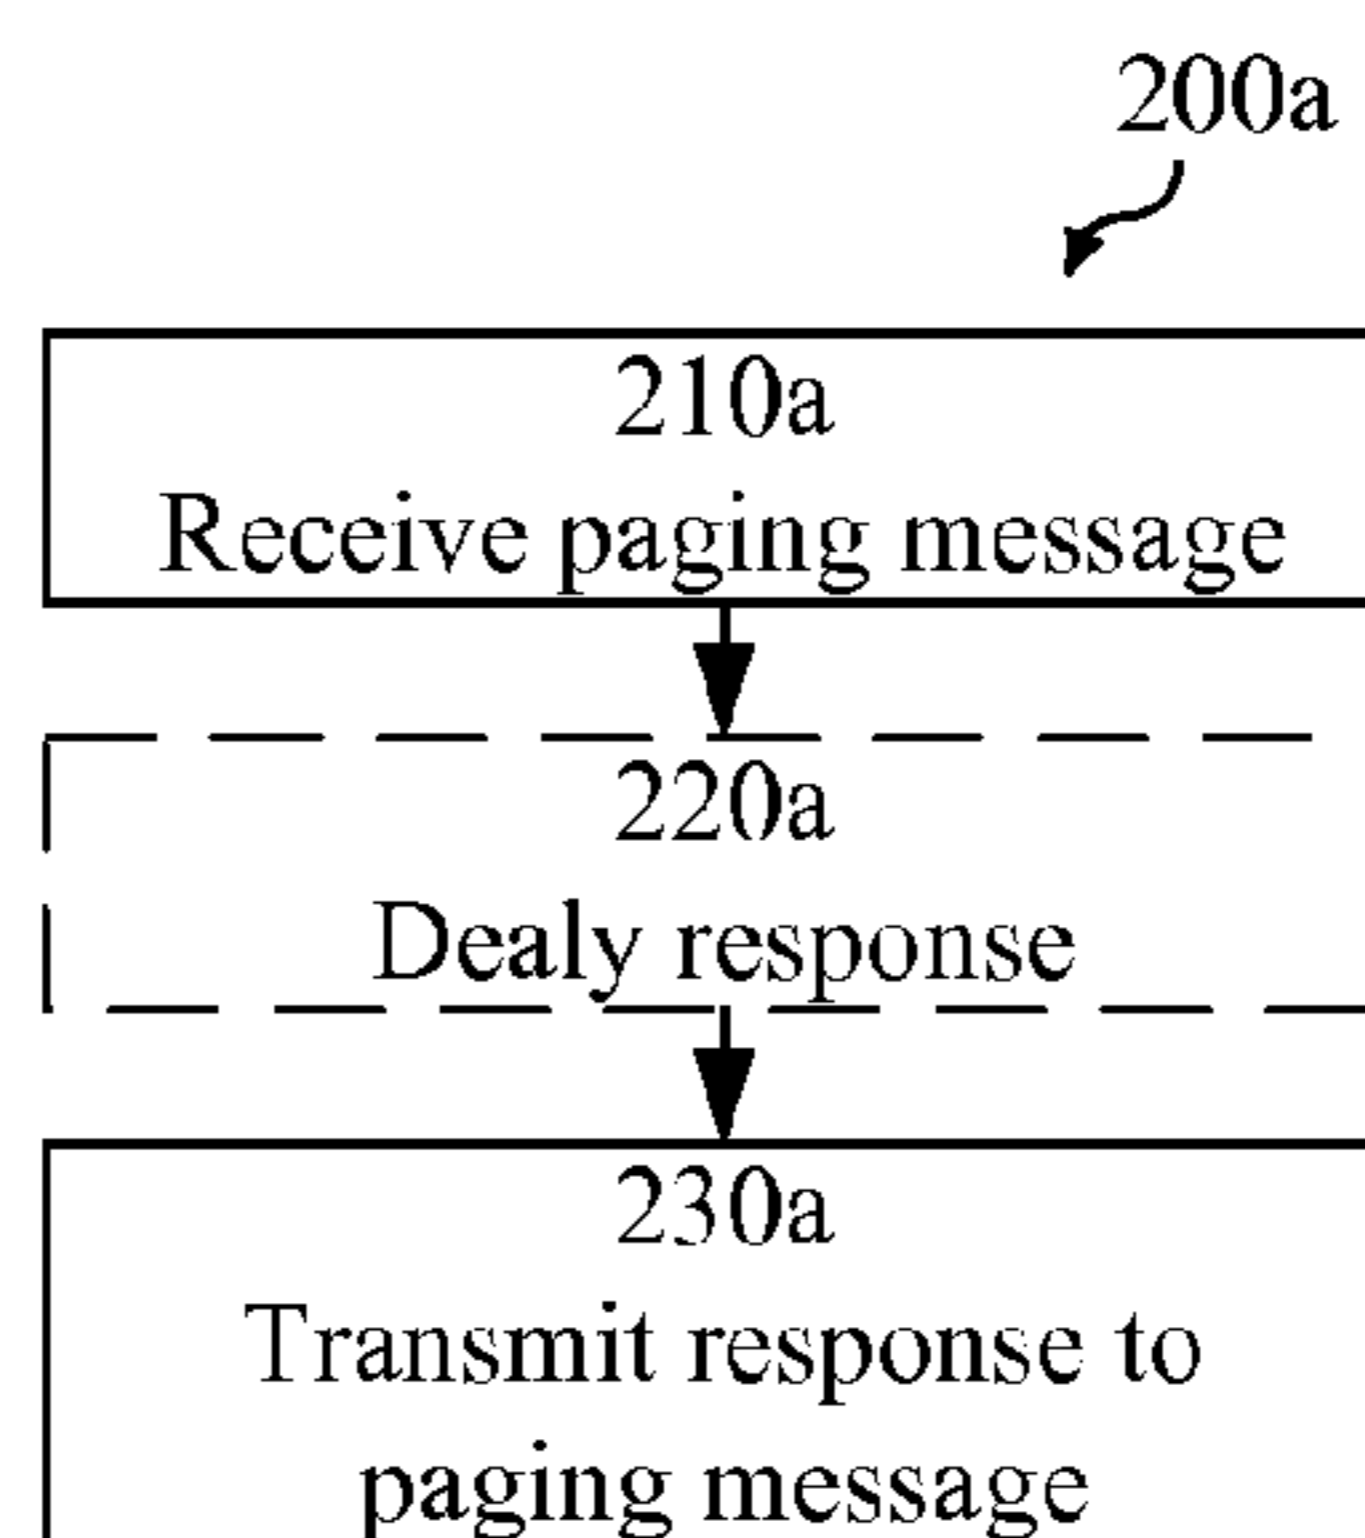 200a
210a
Receive paging message
220a
Dealy response
230a
Transmit response to
paging message